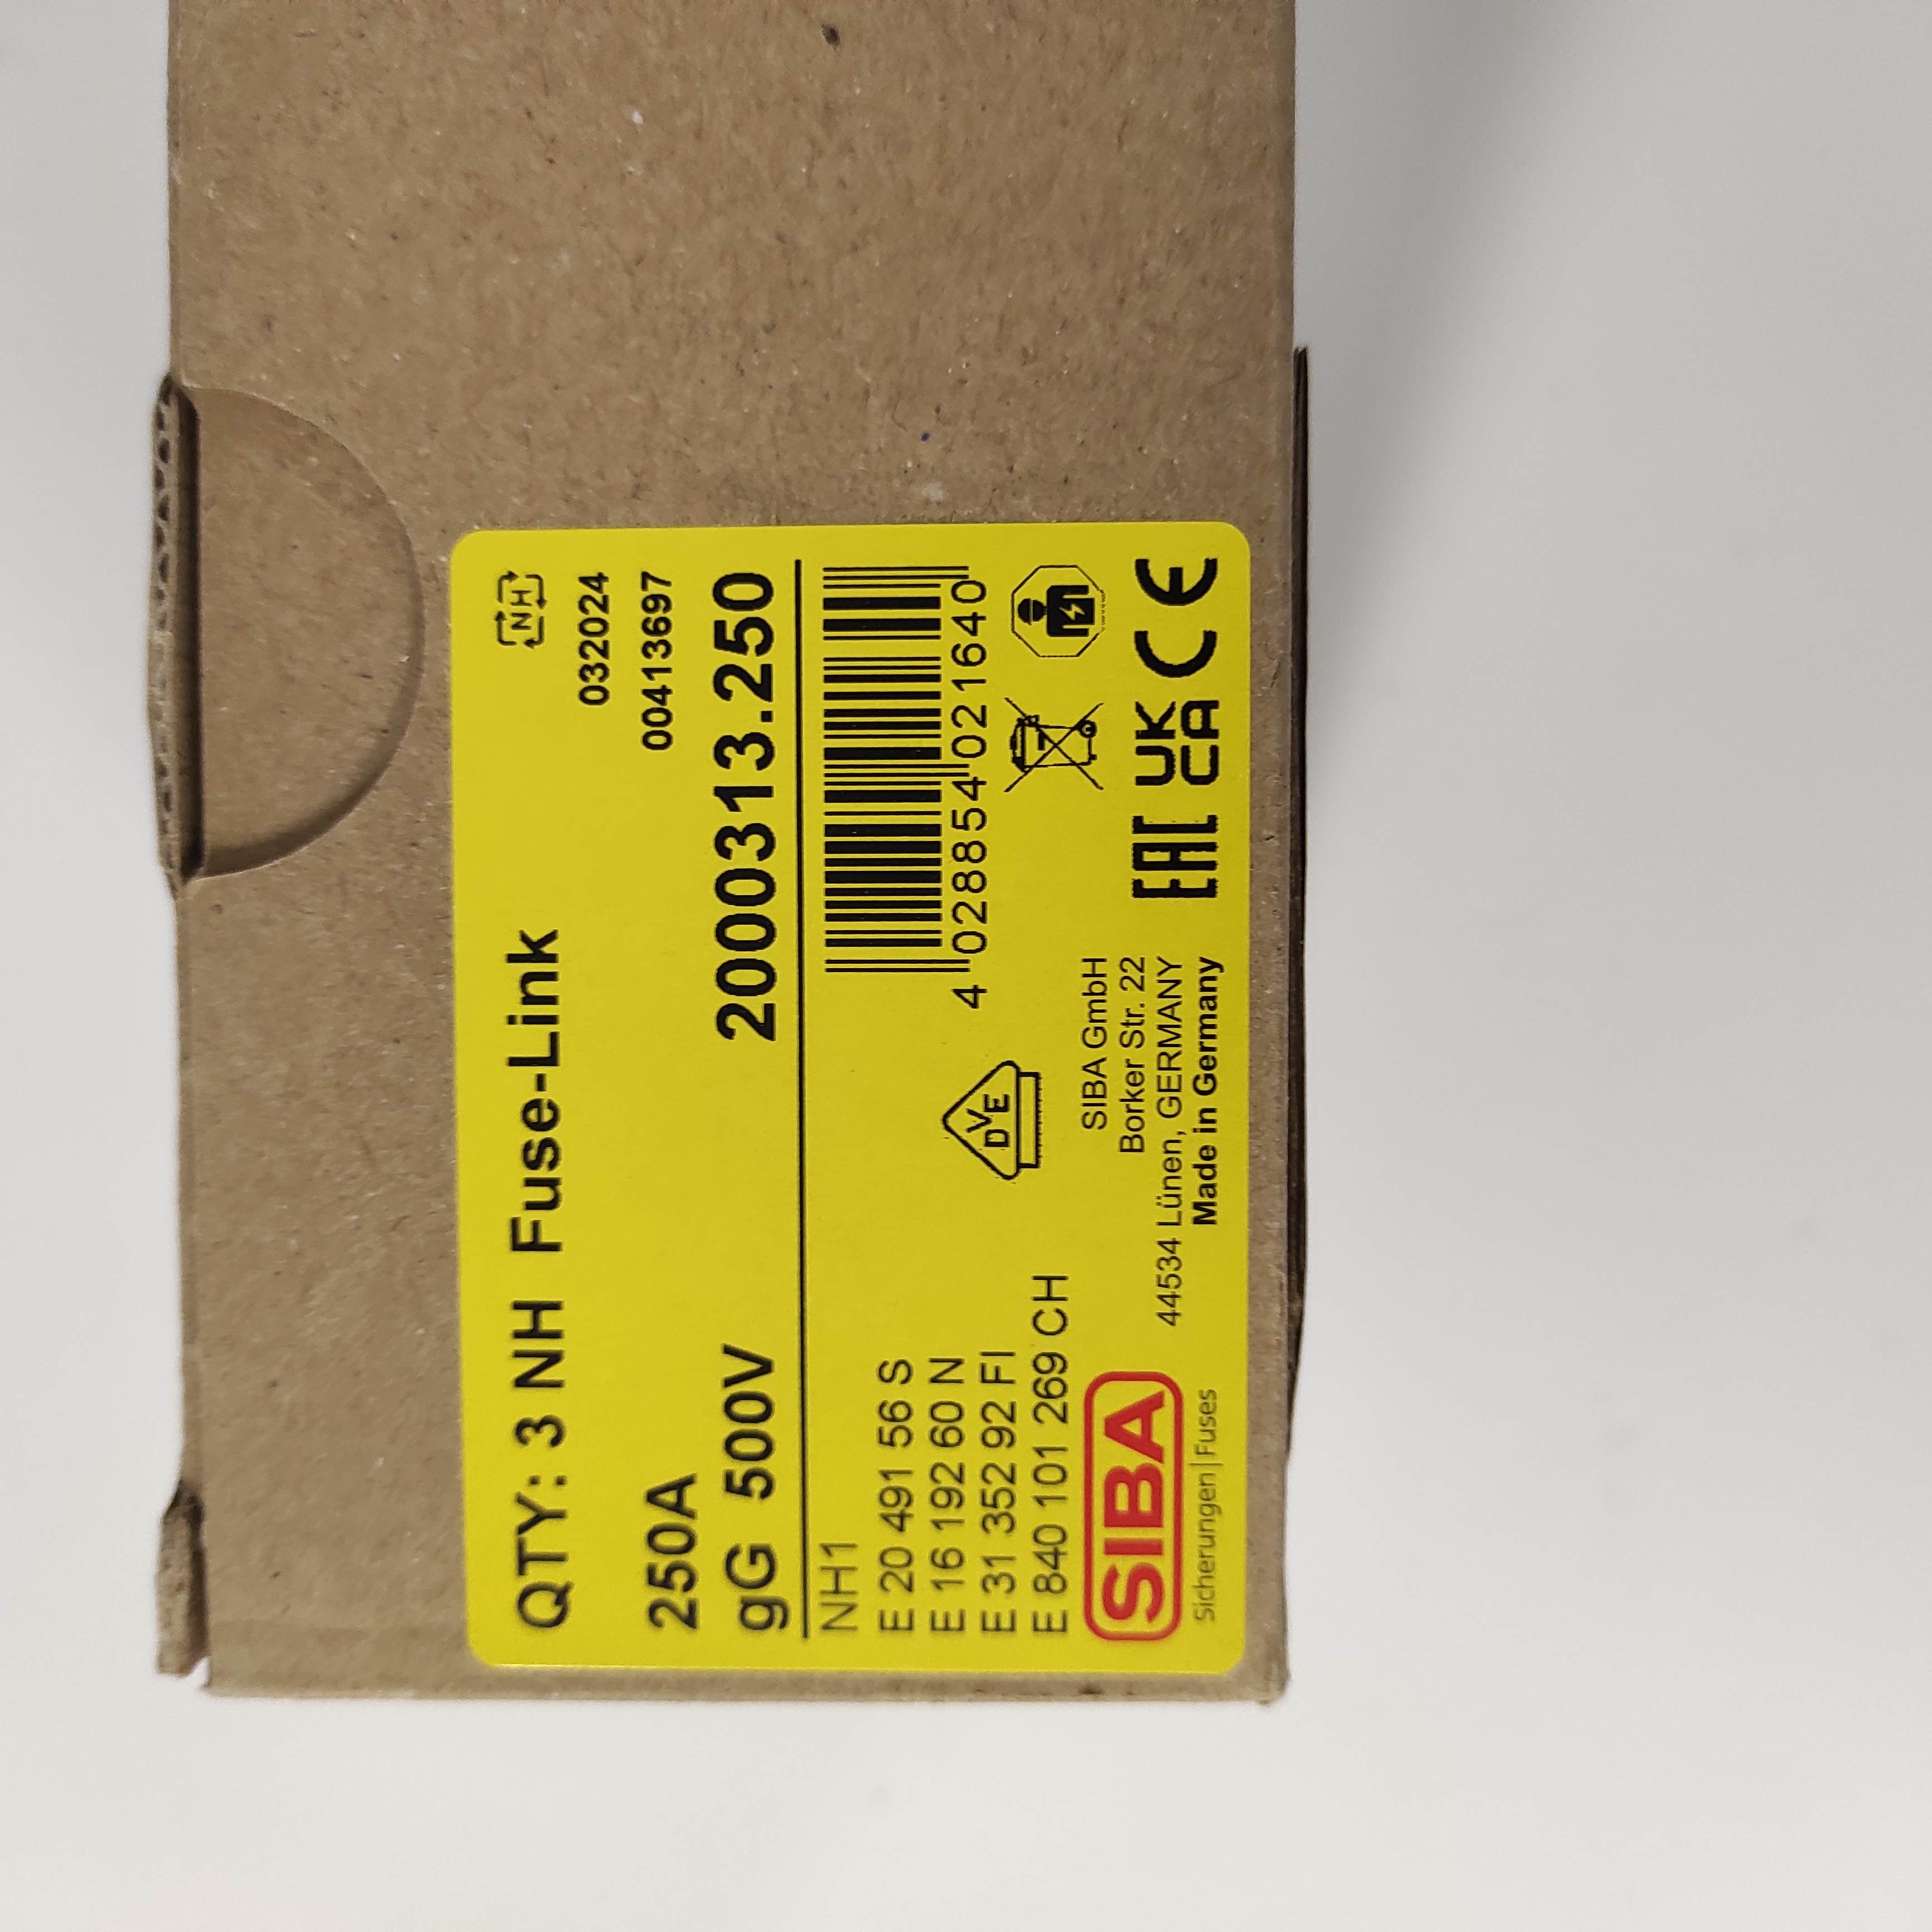 QTY: 3 NH Fuse-Link
NH
032024
250A
00413697
gG 500V
2000313.250
NH1
E 20 491 56 S
E 16 192 60 N
E 31 352 92 FI
E 840 101 269 CH
DVE
4 028854 021640
SIBA
Sicherungen|Fuses
SIBA GmbH
Borker Str. 22
44534 Lünen, GERMANY
Made in Germany
EAC
UK
CA
CE